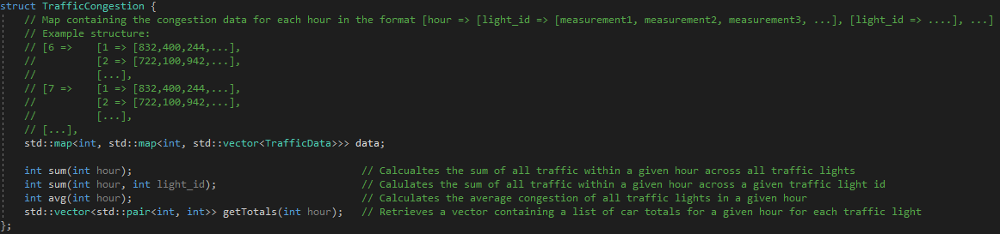 struct TrafficCongestion {
// Map containing the congestion data for each hour in the format [hour => [light_id => [measurement1, measurement2, measurement3, ...], [light_id => ....], ...]
// Example structure:
// [6 =>    [1 => [832,400,244,...],
//          [2 => [722,100,942,...],
//          [...],
// [7 =>    [1 => [832,400,244,...],
//          [2 => [722,100,942,...],
//          [...],
// [...],
std::map<int, std::map<int, std::vector<TrafficData>>> data;
int sum(int hour); // Calcualtes the sum of all traffic within a given hour across all traffic lights
int sum(int hour, int light_id); // Calulates the sum of all traffic within a given hour across a given traffic light id
int avg(int hour); // Calculates the average congestion of all traffic lights in a given hour
std::vector<std::pair<int, int>> getTotals(int hour); // Retrieves a vector containing a list of car totals for a given hour for each traffic light
};